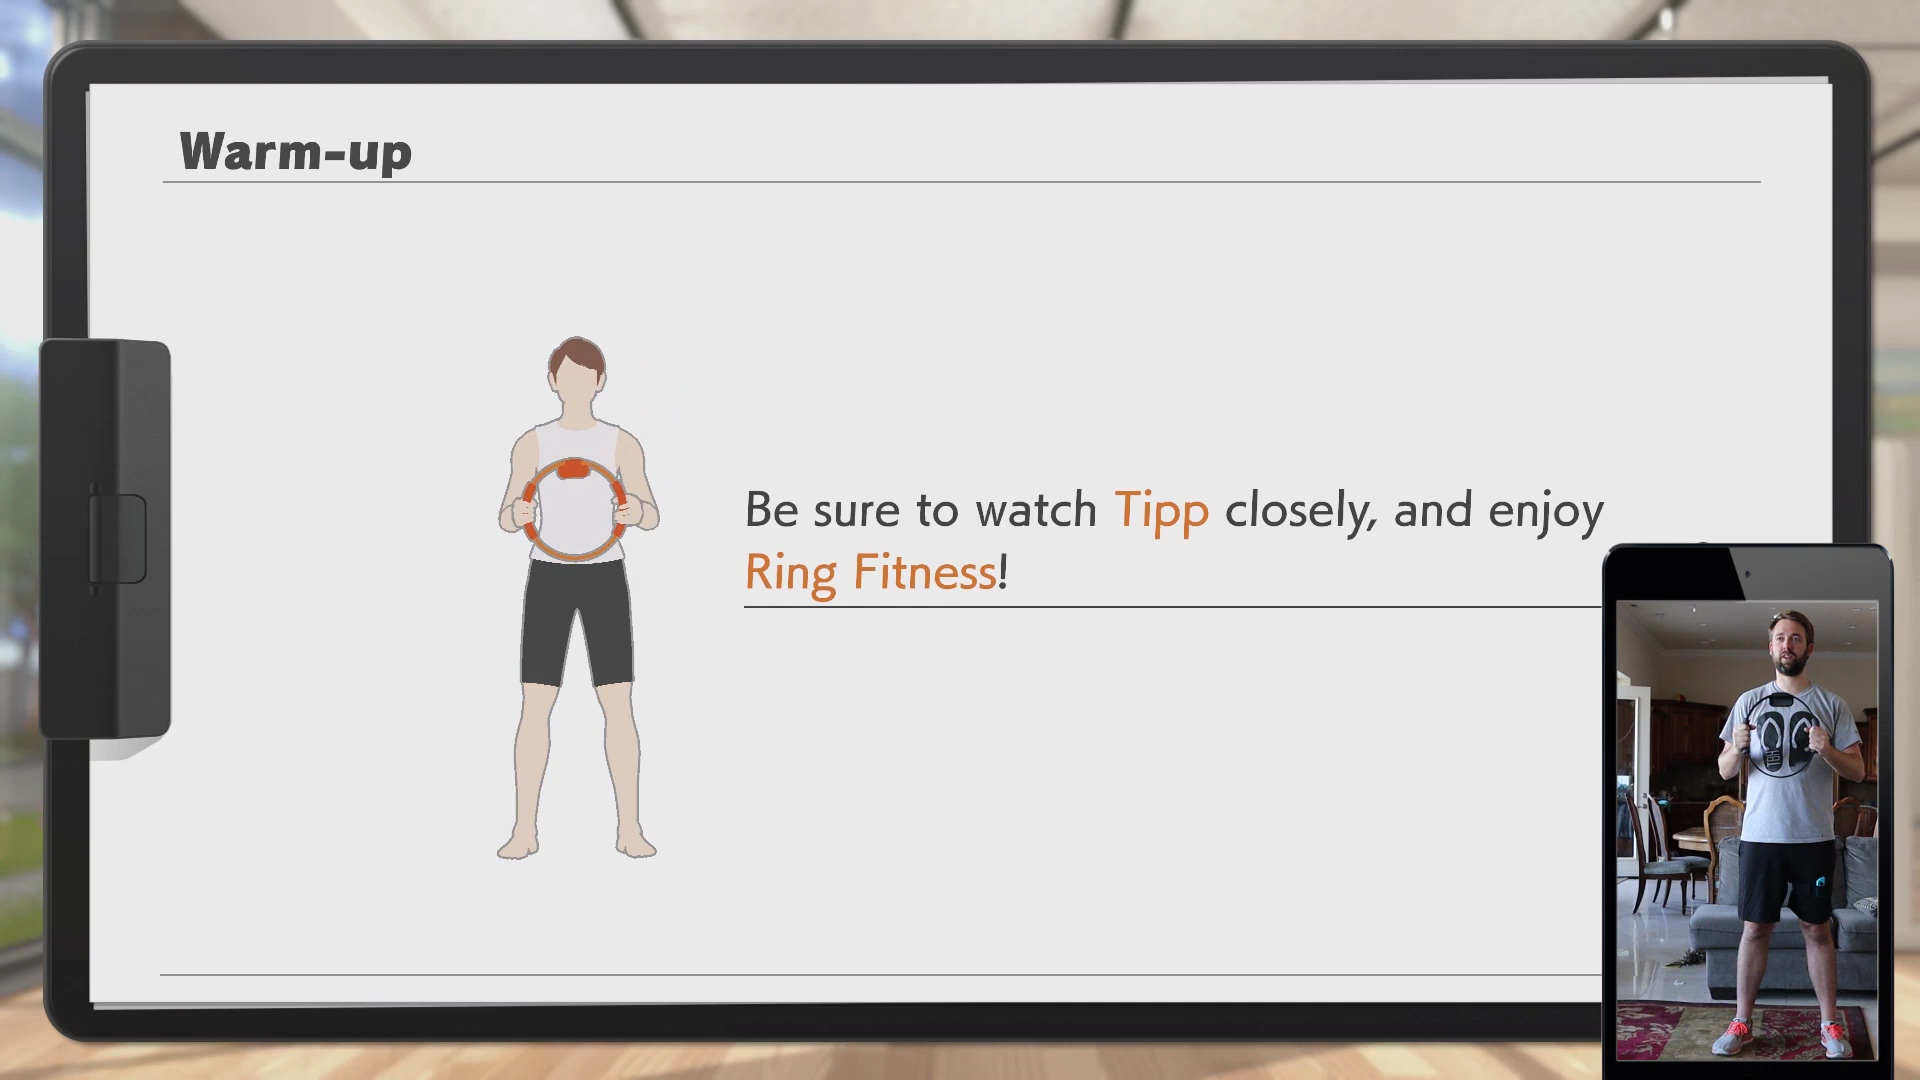 Warm-up
Be sure to watch Tipp closely, and enjoy
Ring Fitness!